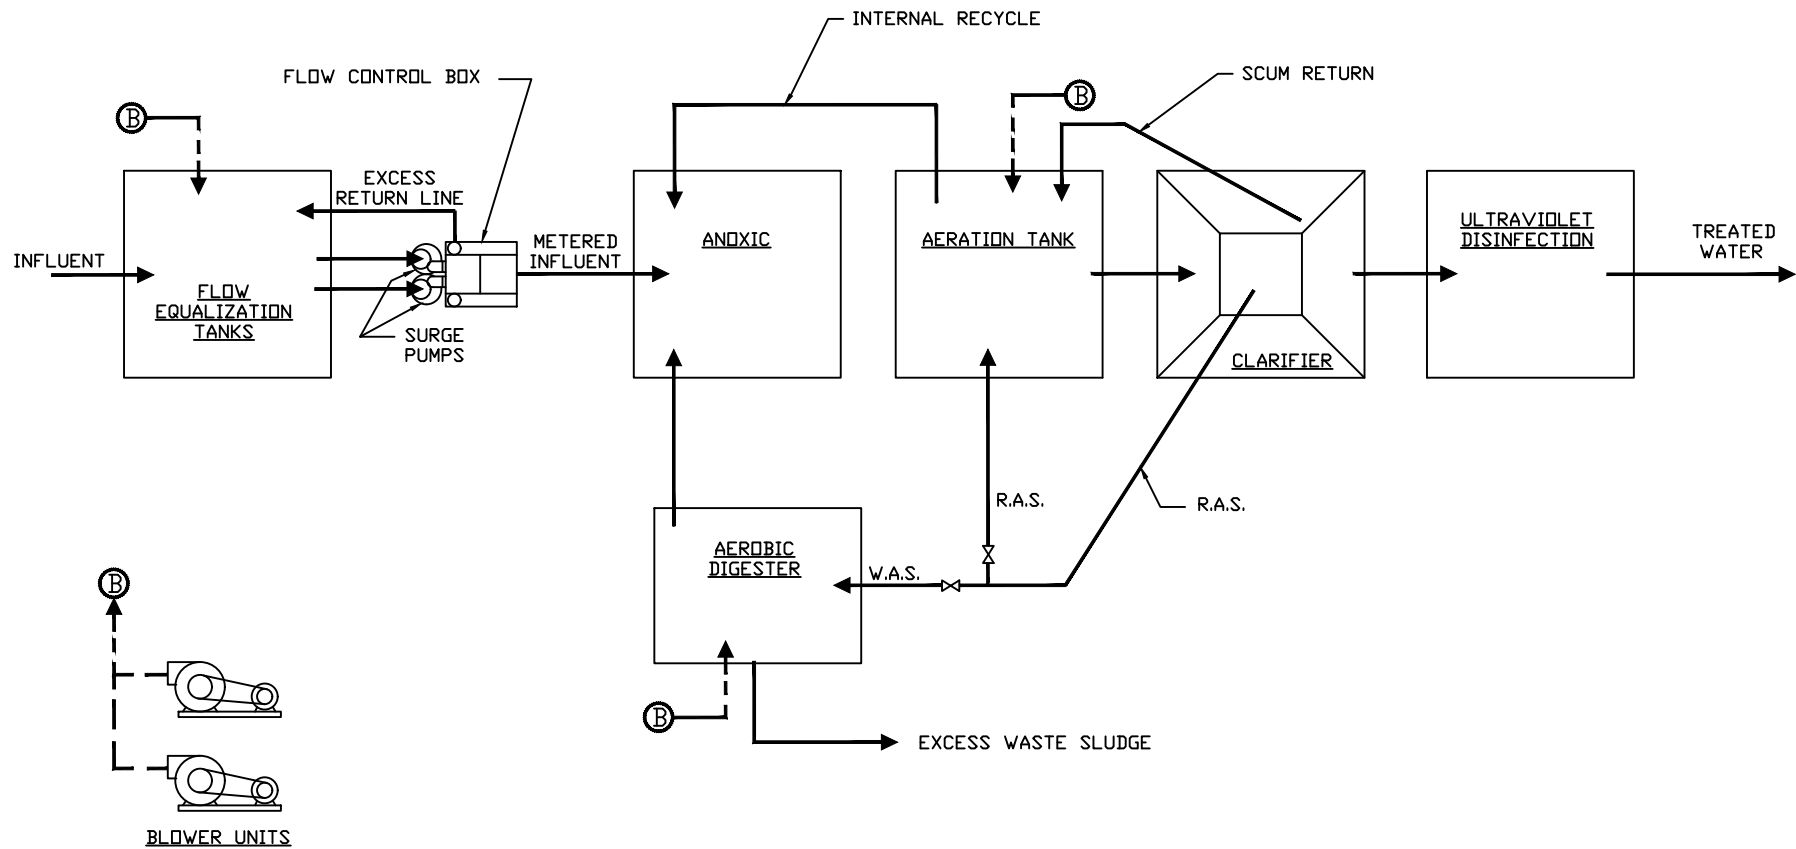 INTERNAL RECYCLE
FLOW CONTROL BOX
SCUM RETURN
B
B
EXCESS
RETURN LINE
INFLUENT
FLOW
EQUALIZATION
TANKS
SURGE
PUMPS
METERED
INFLUENT
ANOXIC
AERATION TANK
CLARIFIER
ULTRAVIOLET
DISINFECTION
TREATED
WATER
R.A.S.
R.A.S.
AEROBIC
DIGESTER
W.A.S.
B
B
EXCESS WASTE SLUDGE
BLOWER UNITS